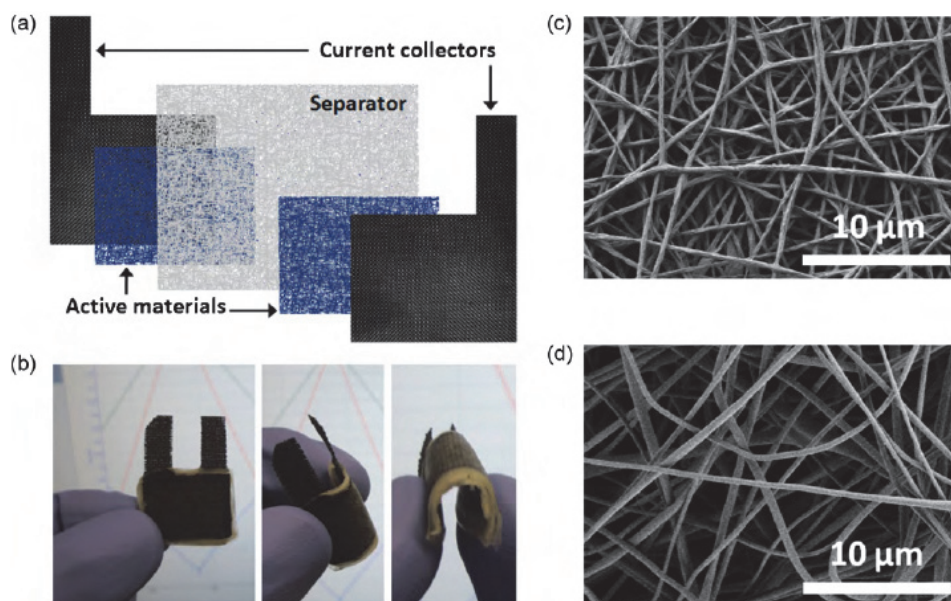 (a)
Current collectors
Separator
Active materials
(b)
(c)
10 µm
(d)
10 µm